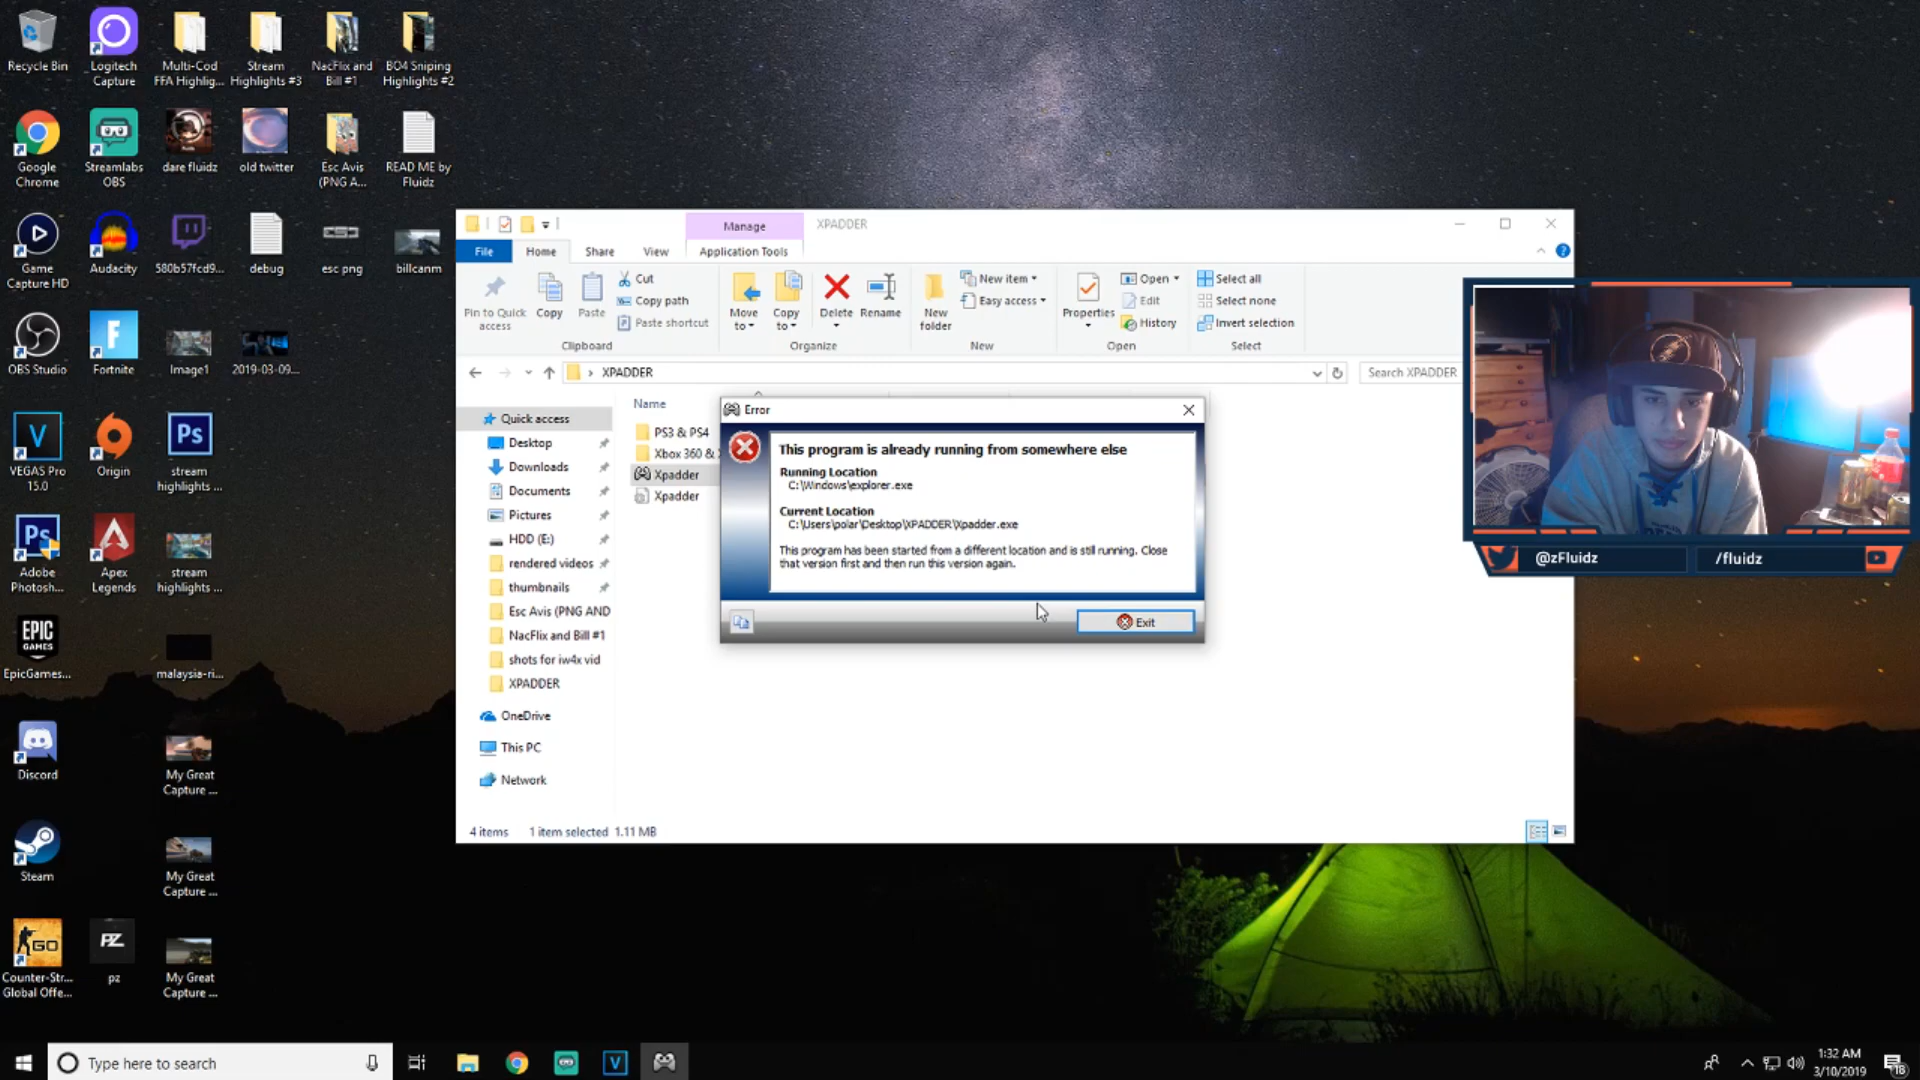 Recycle Bin
Logitech
Capture
Multi-Cod
FFA Highlig...
Stream
Highlights #3
NacFlix and
Bill #1
BO4 Sniping
Highlights #2
Google
Chrome
Streamlabs
OBS
dare fluidz
old twitter
Esc Avis
(PNG A...
READ ME by
Fluidz
Game
Capture HD
Audacity
580b57fcd9...
debug
esc png
billcanm
OBS Studio
Fortnite
Image1
2019-03-09...
VEGAS Pro
15.0
Origin
stream
highlights ...
Adobe
Photosh...
Apex
Legends
stream
highlights ...
EPIC
GAMES
EpicGames...
malaysia-ri...
Discord
My Great
Capture ...
Steam
My Great
Capture ...
GO
Counter-Str...
Global Offe...
PZ
pz
My Great
Capture ...
Manage
XPADDER
File
Home
Share
View
Application Tools
Pin to Quick
access
Copy
Paste
Cut
Copy path
Paste shortcut
Clipboard
Move
to
Copy
to
Delete
Rename
Organize
New
folder
New item
Easy access
New
Properties
Open
Edit
History
Open
Select all
Select none
Invert selection
Select
XPADDER
Search XPADDER
Quick access
Desktop
Downloads
Documents
Pictures
HDD (E:)
rendered videos
thumbnails
Esc Avis (PNG AND
NacFlix and Bill #1
shots for iw4x vid
XPADDER
OneDrive
This PC
Network
Name
PS3 & PS4
Xbox 360 &
Xpadder
Xpadder
4 items
1 item selected 1.11 MB
Error
This program is already running from somewhere else
Running Location
C:\Windows\explorer.exe
Current Location
C:\Users\polar\Desktop\XPADDER\Xpadder.exe
This program has been started from a different location and is still running. Close
that version first and then run this version again.
Exit
@zFluidz
/fluidz
Type here to search
1:32 AM
3/10/2019
18